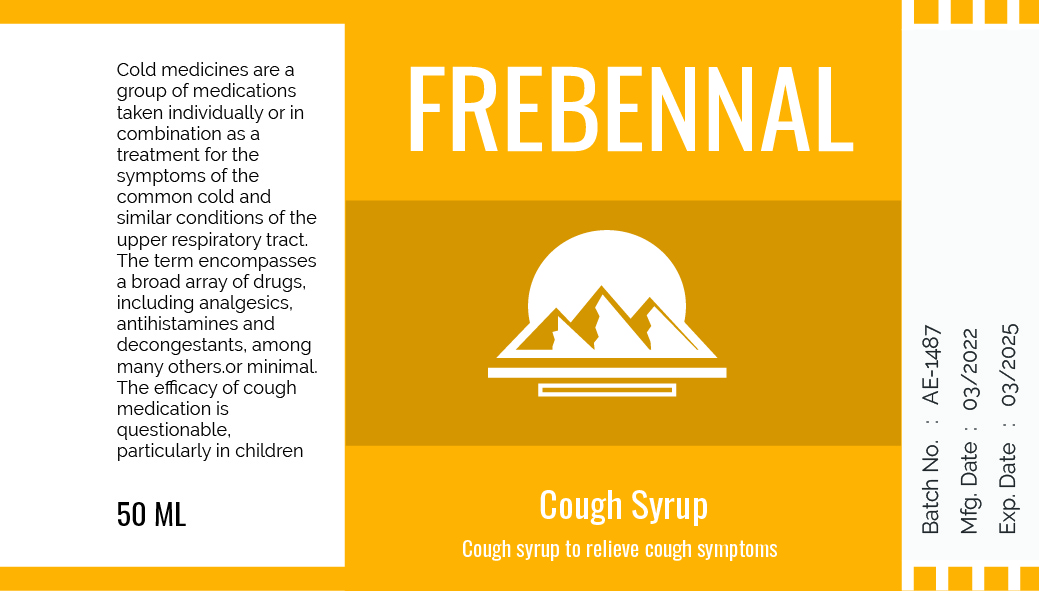 Cold medicines are a
group of medications
taken individually or in
combination as a
treatment for the
symptoms of the
common cold and
similar conditions of the
upper respiratory tract.
The term encompasses
a broad array of drugs,
including analgesics,
antihistamines and
decongestants, among
many others.or minimal.
The efficacy of cough
medication is
questionable,
particularly in children
50 ML
FREBENNAL
Cough Syrup
Cough syrup to relieve cough symptoms
Batch No. : AE-1487
Mfg. Date : 03/2022
Exp. Date : 03/2025